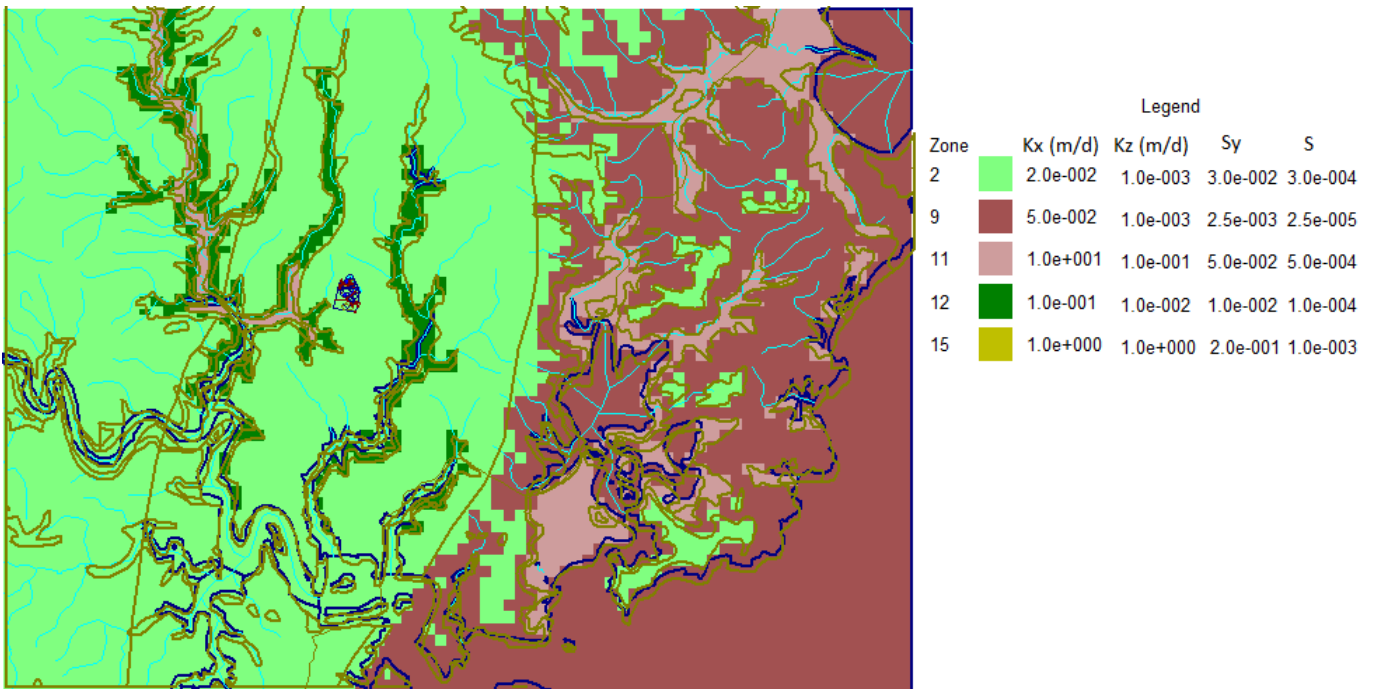 Legend
Zone Kx (m/d) Kz (m/d) Sy S
2 2.0e-002 1.0e-003 3.0e-002 3.0e-004
9 5.0e-002 1.0e-003 2.5e-003 2.5e-005
11 1.0e+001 1.0e-001 5.0e-002 5.0e-004
12 1.0e-001 1.0e-002 1.0e-002 1.0e-004
15 1.0e+000 1.0e+000 2.0e-001 1.0e-003